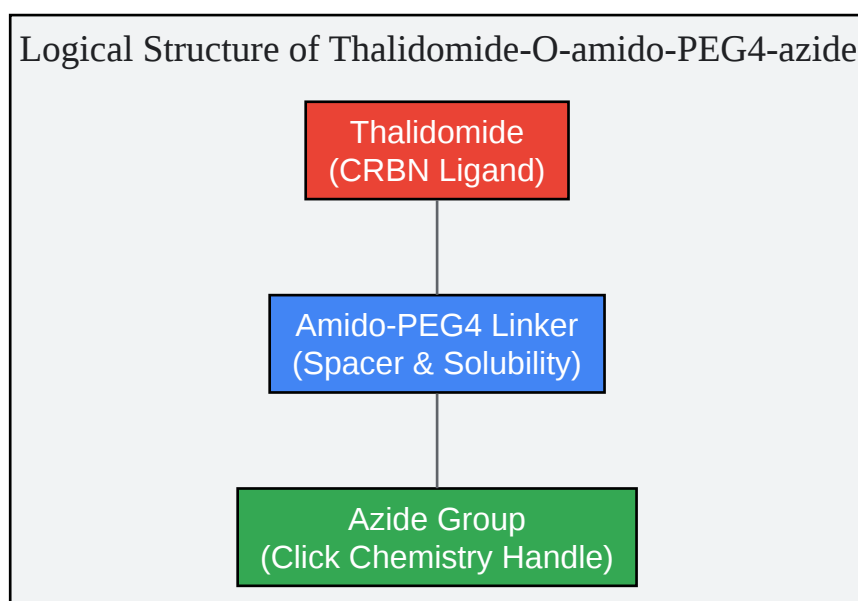 Logical Structure of Thalidomide-O-amido-PEG4-azide
Thalidomide
(CRBN Ligand)
Amido-PEG4 Linker
(Spacer & Solubility)
Azide Group
(Click Chemistry Handle)